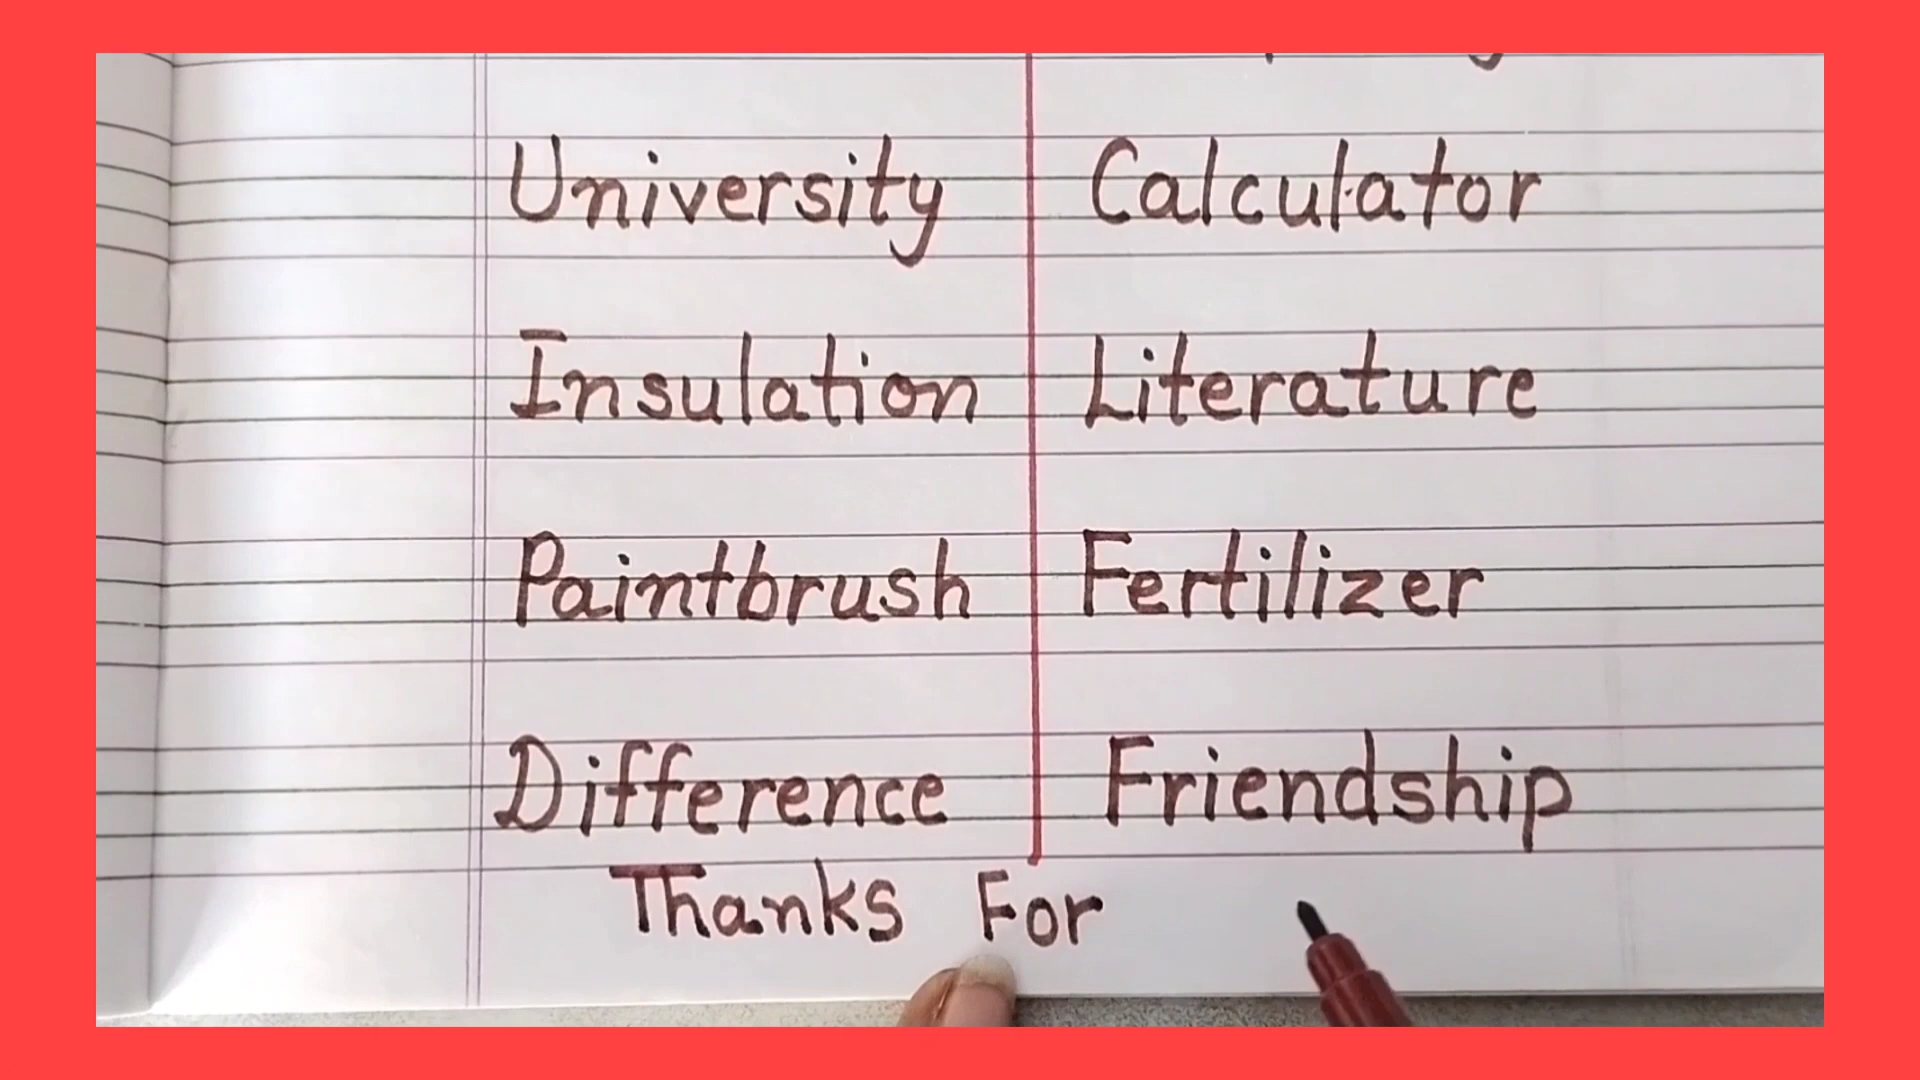 University Calculator
Insulation Literature
Paintbrush Fertilizer
Difference Friendship
Thanks For